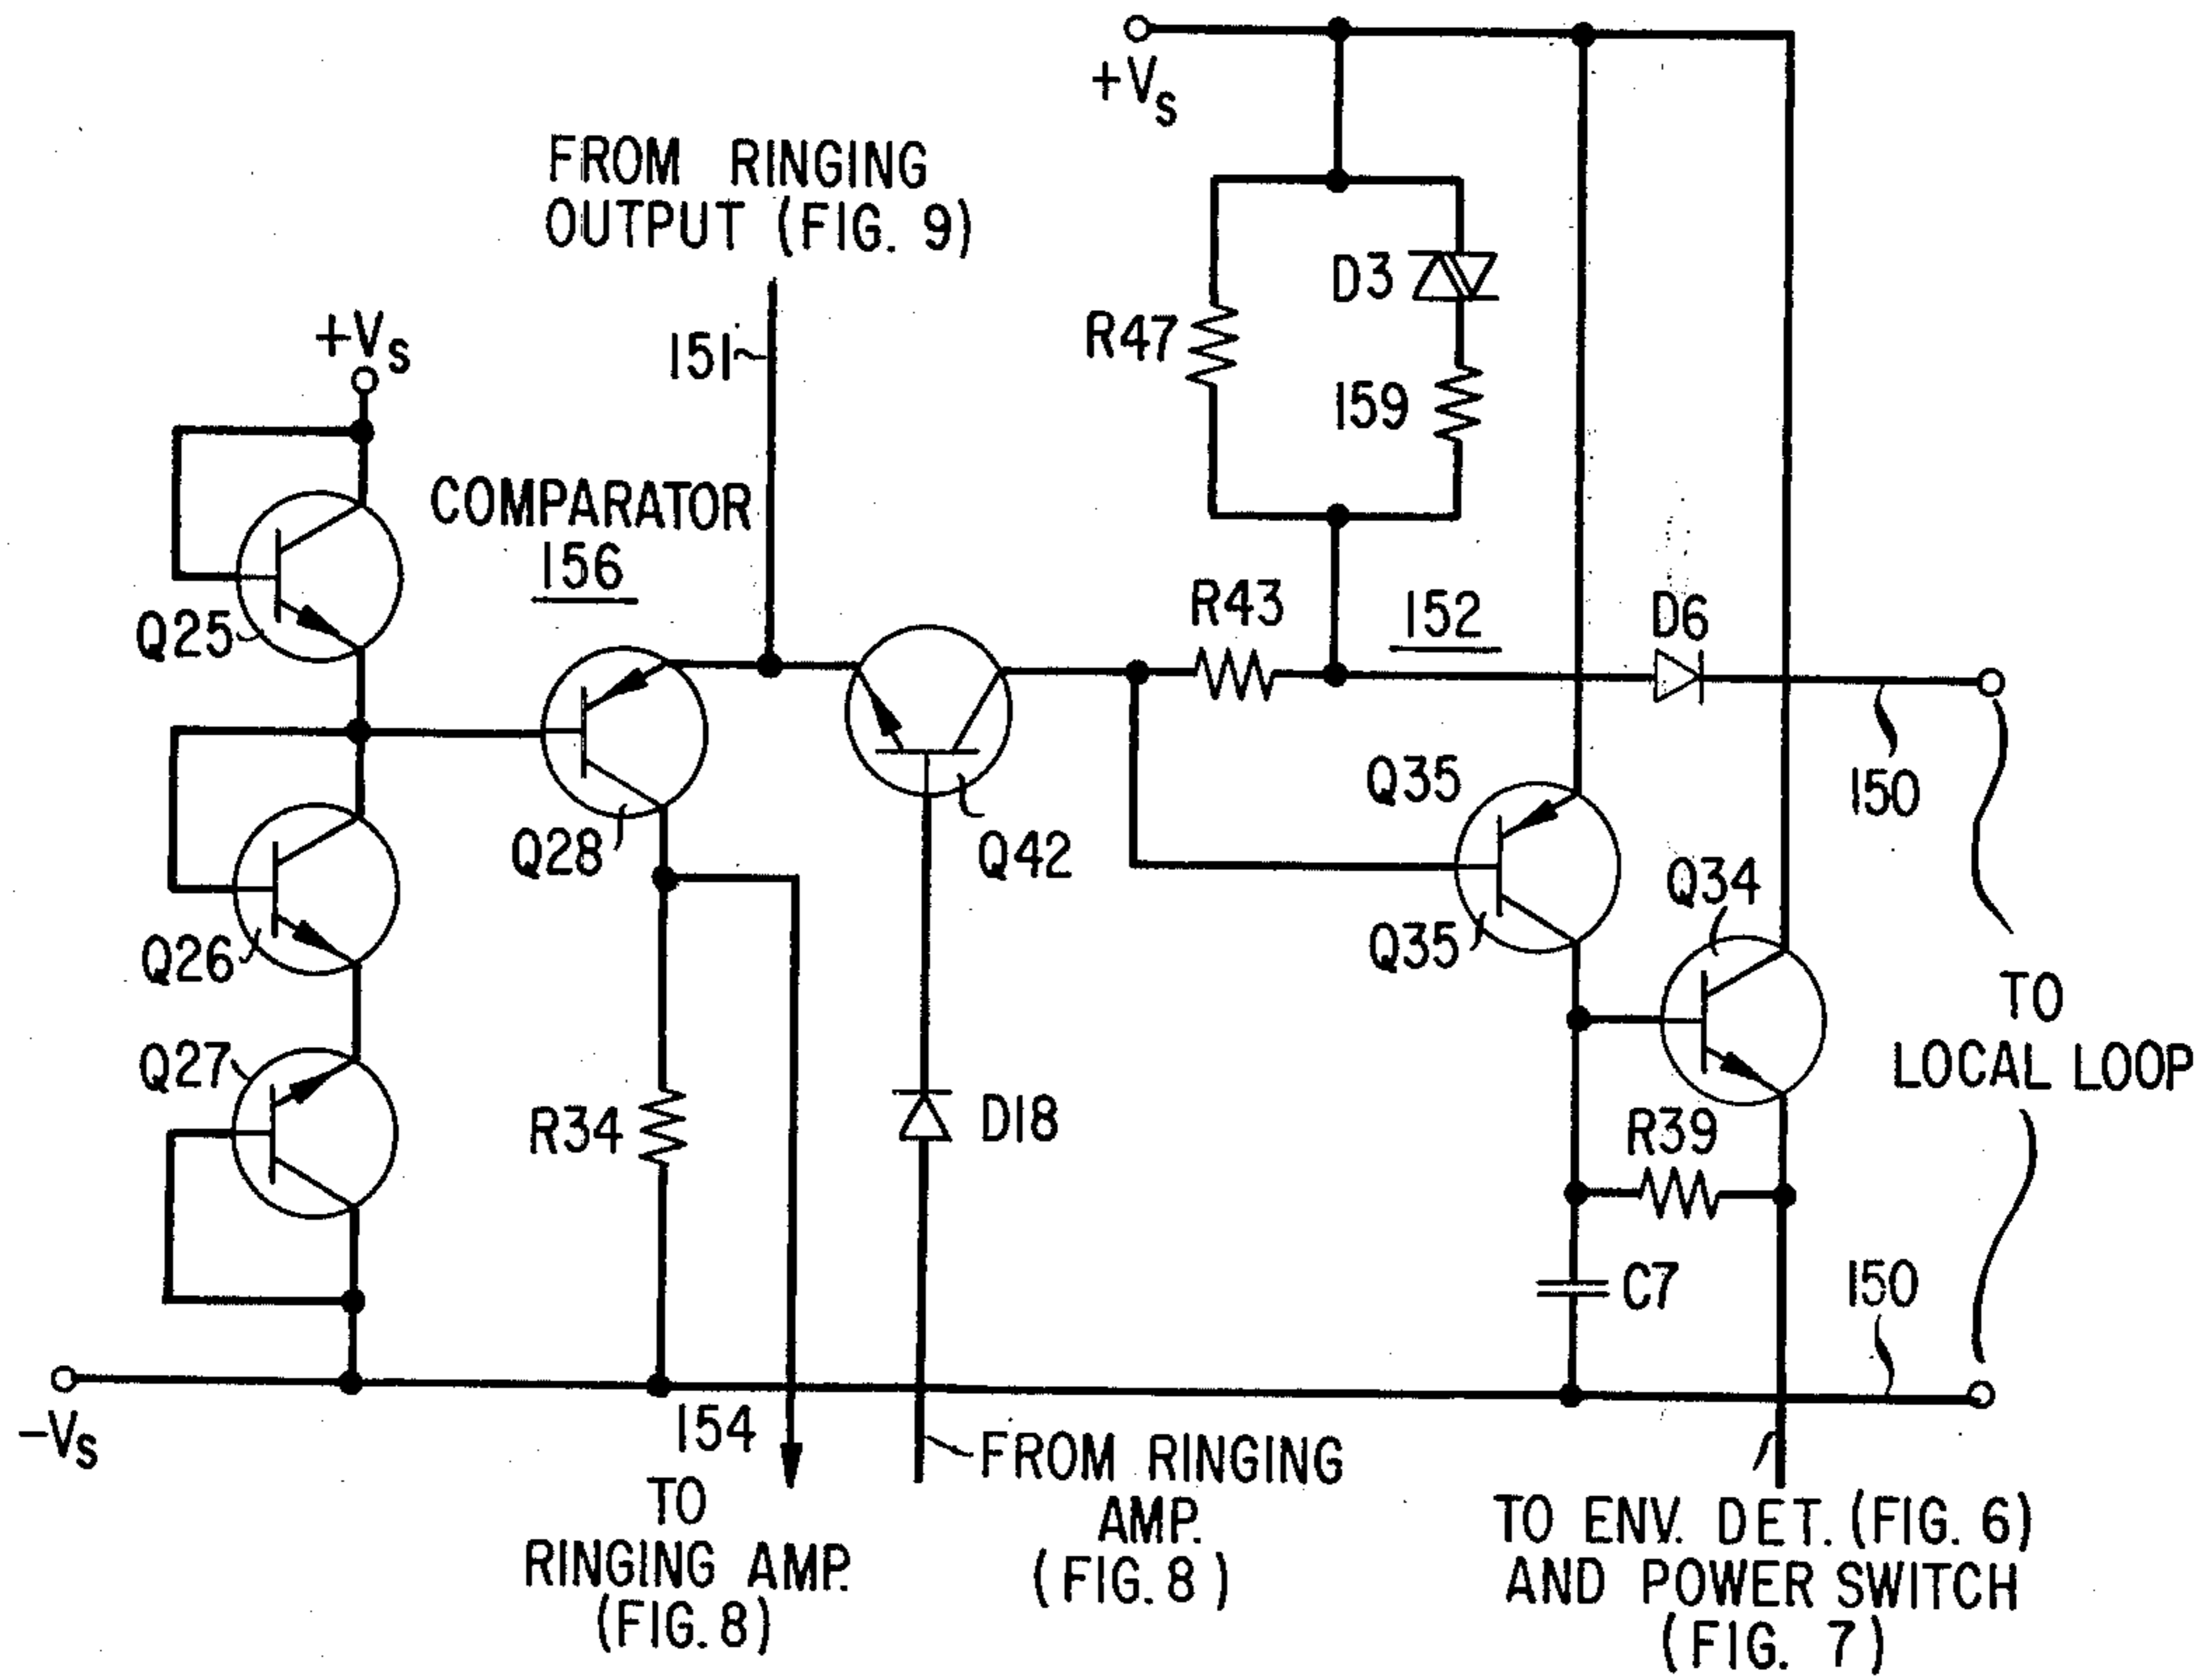 +Vs
FROM RINGING
OUTPUT (FIG. 9)
D3
R47
151
159
+Vs
COMPARATOR
156
R43
152
D6
Q25
150
Q35
Q28
Q42
Q34
Q26
Q35
TO
LOCAL LOOP
Q27
R34
D18
R39
C7
150
-Vs
154
TO
RINGING AMP.
(FIG. 8)
FROM RINGING
AMP.
(FIG. 8)
TO ENV. DET. (FIG. 6)
AND POWER SWITCH
(FIG. 7)